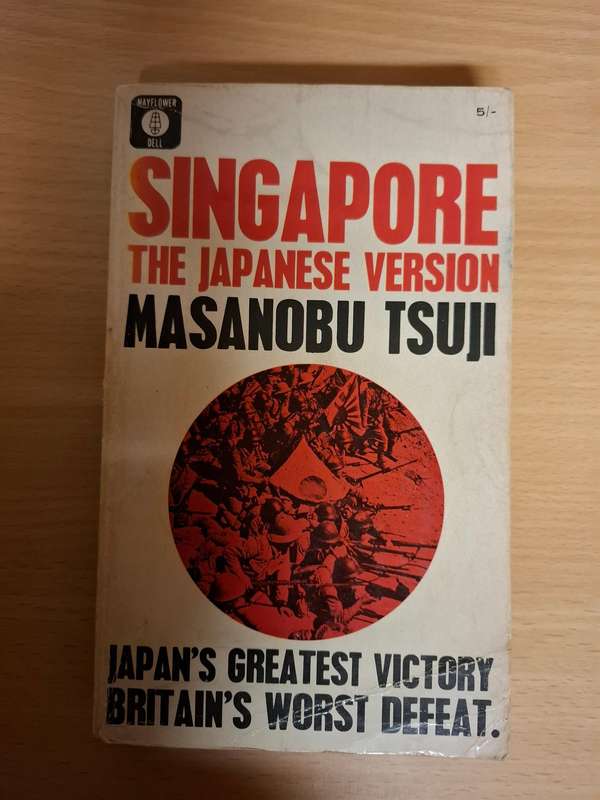 MAYFLOWER
DELL
5/-
SINGAPORE
THE JAPANESE VERSION
MASANOBU TSUJI
JAPAN'S GREATEST VICTORY
BRITAIN'S WORST DEFEAT.